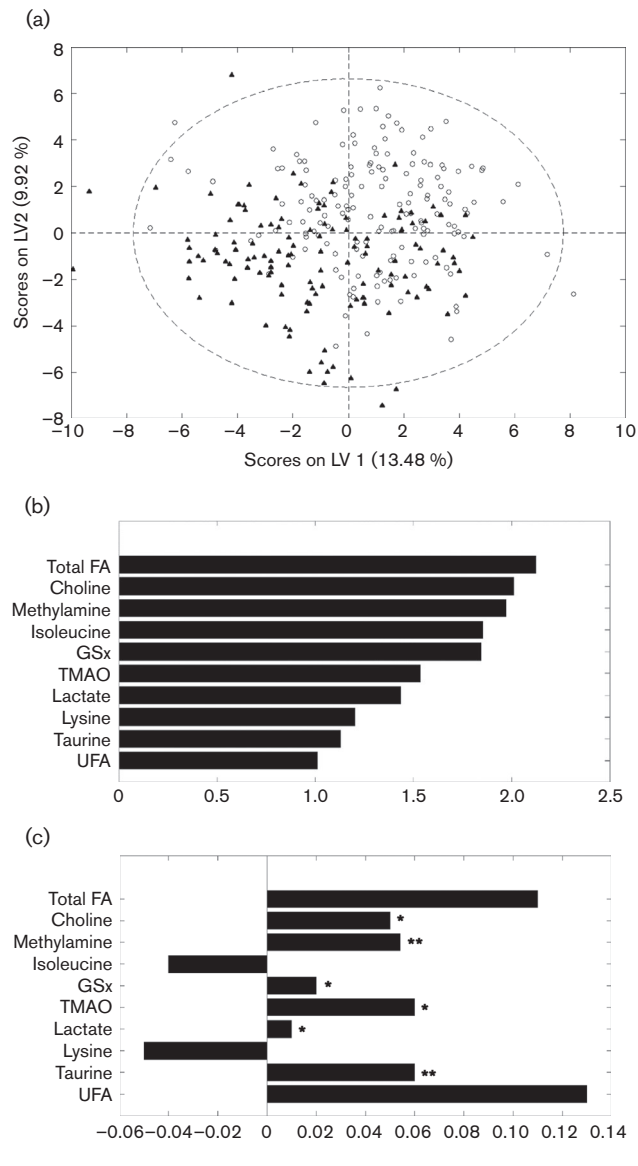 (a)
8
6
4
2
0
−2
−4
−6
−8
Scores on LV2 (9.92 %)
−10 −8 −6 −4 −2 0 2 4 6 8 10
Scores on LV 1 (13.48 %)
(b)
Total FA
Choline
Methylamine
Isoleucine
GSx
TMAO
Lactate
Lysine
Taurine
UFA
0 0.5 1.0 1.5 2.0 2.5
(c)
Total FA
Choline *
Methylamine **
Isoleucine
GSx *
TMAO *
Lactate *
Lysine
Taurine **
UFA
−0.06−0.04−0.02 0 0.02 0.04 0.06 0.08 0.10 0.12 0.14